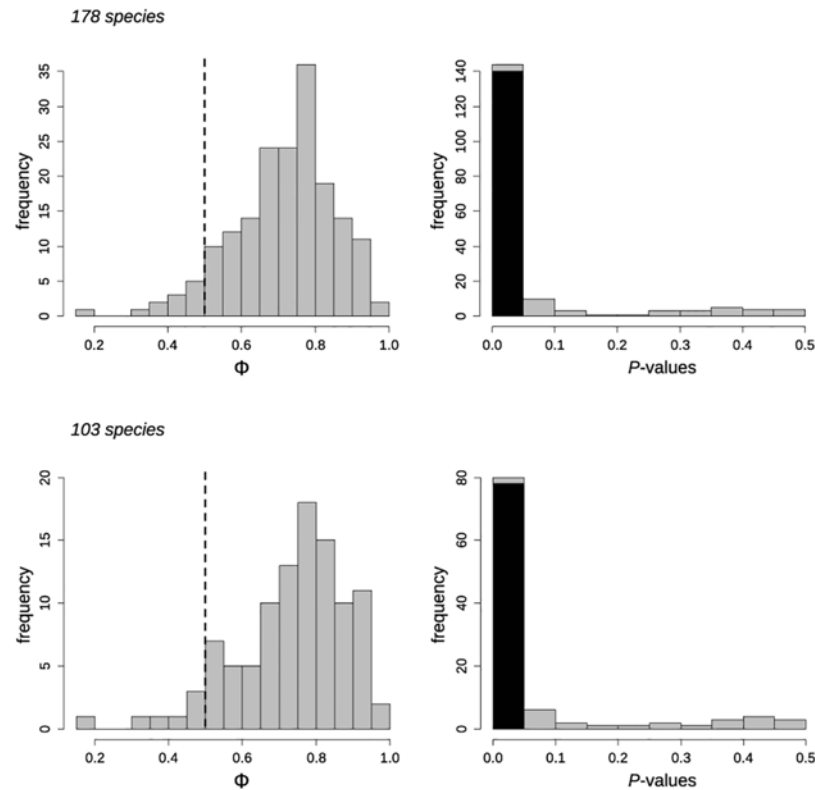 178 species
frequency
0 5 10 15 20 25 30 35
0.2 0.4 0.6 0.8 1.0
Φ
frequency
0 20 40 60 80 100 120 140
0.0 0.1 0.2 0.3 0.4 0.5
P-values
103 species
frequency
0 5 10 15 20
0.2 0.4 0.6 0.8 1.0
Φ
frequency
0 20 40 60 80
0.0 0.1 0.2 0.3 0.4 0.5
P-values